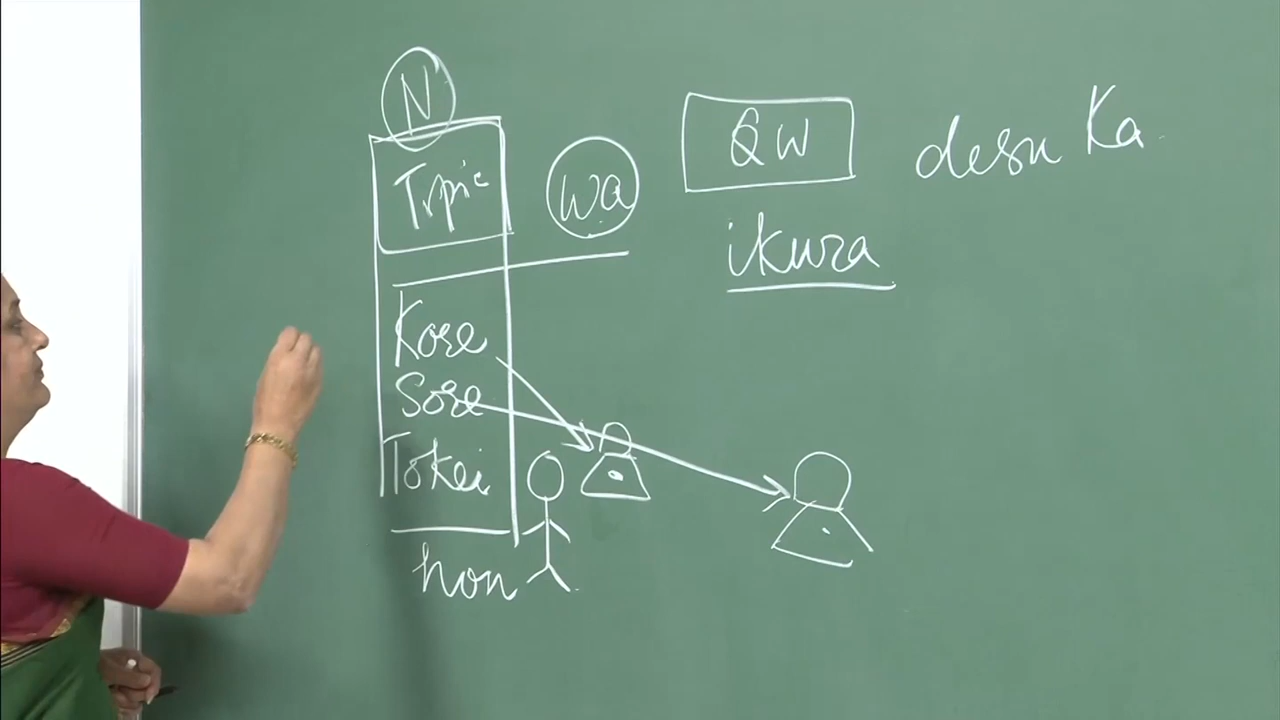 N
Topic wa QW desu Ka.
ikura
Kore
Sore
Tokei
hon